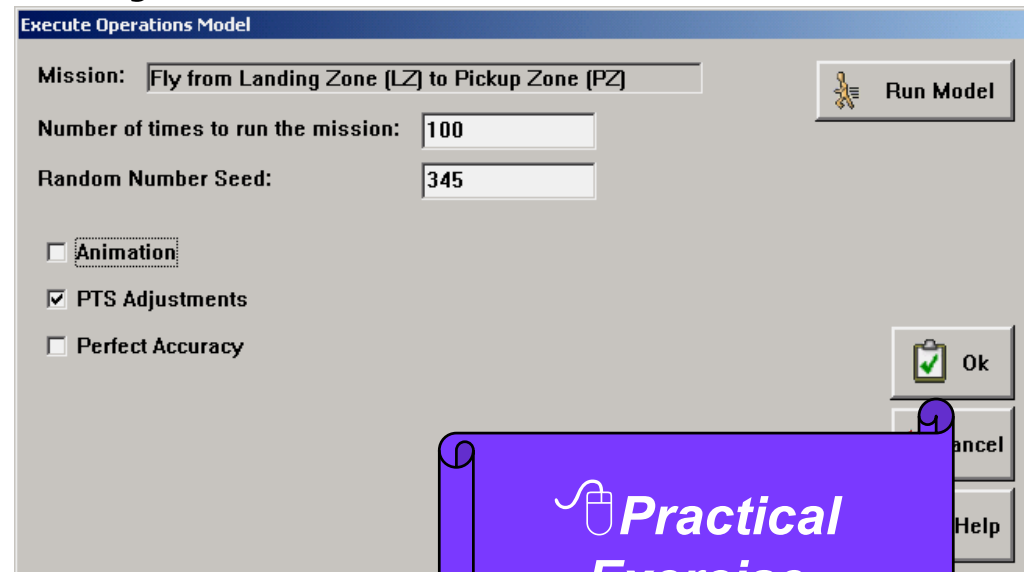 Execute Operations Model
Mission: Fly from Landing Zone (LZ) to Pickup Zone (PZ)
Run Model
Number of times to run the mission: 100
Random Number Seed: 345
Animation
PTS Adjustments
Perfect Accuracy
Ok
ancel
Help
Practical
Exercise